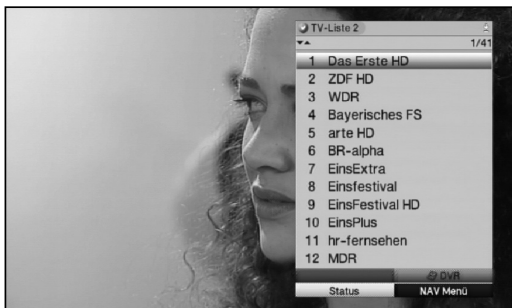 TV-Liste 2
1/41
1 Das Erste HD
2 ZDF HD
3 WDR
4 Bayerisches FS
5 arte HD
6 BR-alpha
7 EinsExtra
8 Einsfestival
9 EinsFestival HD
10 EinsPlus
11 hr-fernsehen
12 MDR
DVR
Status NAV Menü